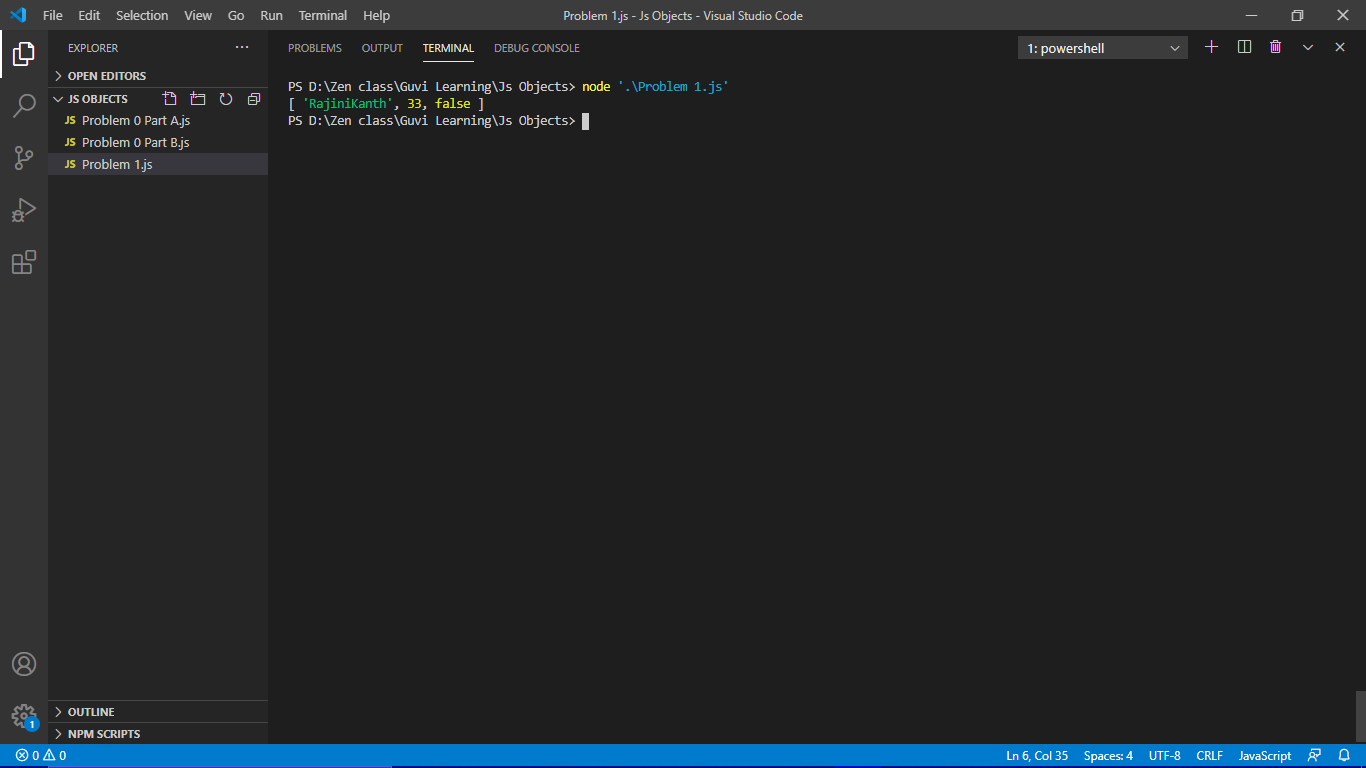 File Edit Selection View Go Run Terminal Help
Problem 1.js - Js Objects - Visual Studio Code
EXPLORER
OPEN EDITORS
JS OBJECTS
JS Problem 0 Part A.js
JS Problem 0 Part B.js
JS Problem 1.js
OUTLINE
NPM SCRIPTS
1
PROBLEMS OUTPUT TERMINAL DEBUG CONSOLE
1: powershell
PS D:\Zen class\Guvi Learning\Js Objects> node '.\Problem 1.js'
[ 'RajiniKanth', 33, false ]
PS D:\Zen class\Guvi Learning\Js Objects>
0 0
Ln 6, Col 35 Spaces: 4 UTF-8 CRLF JavaScript